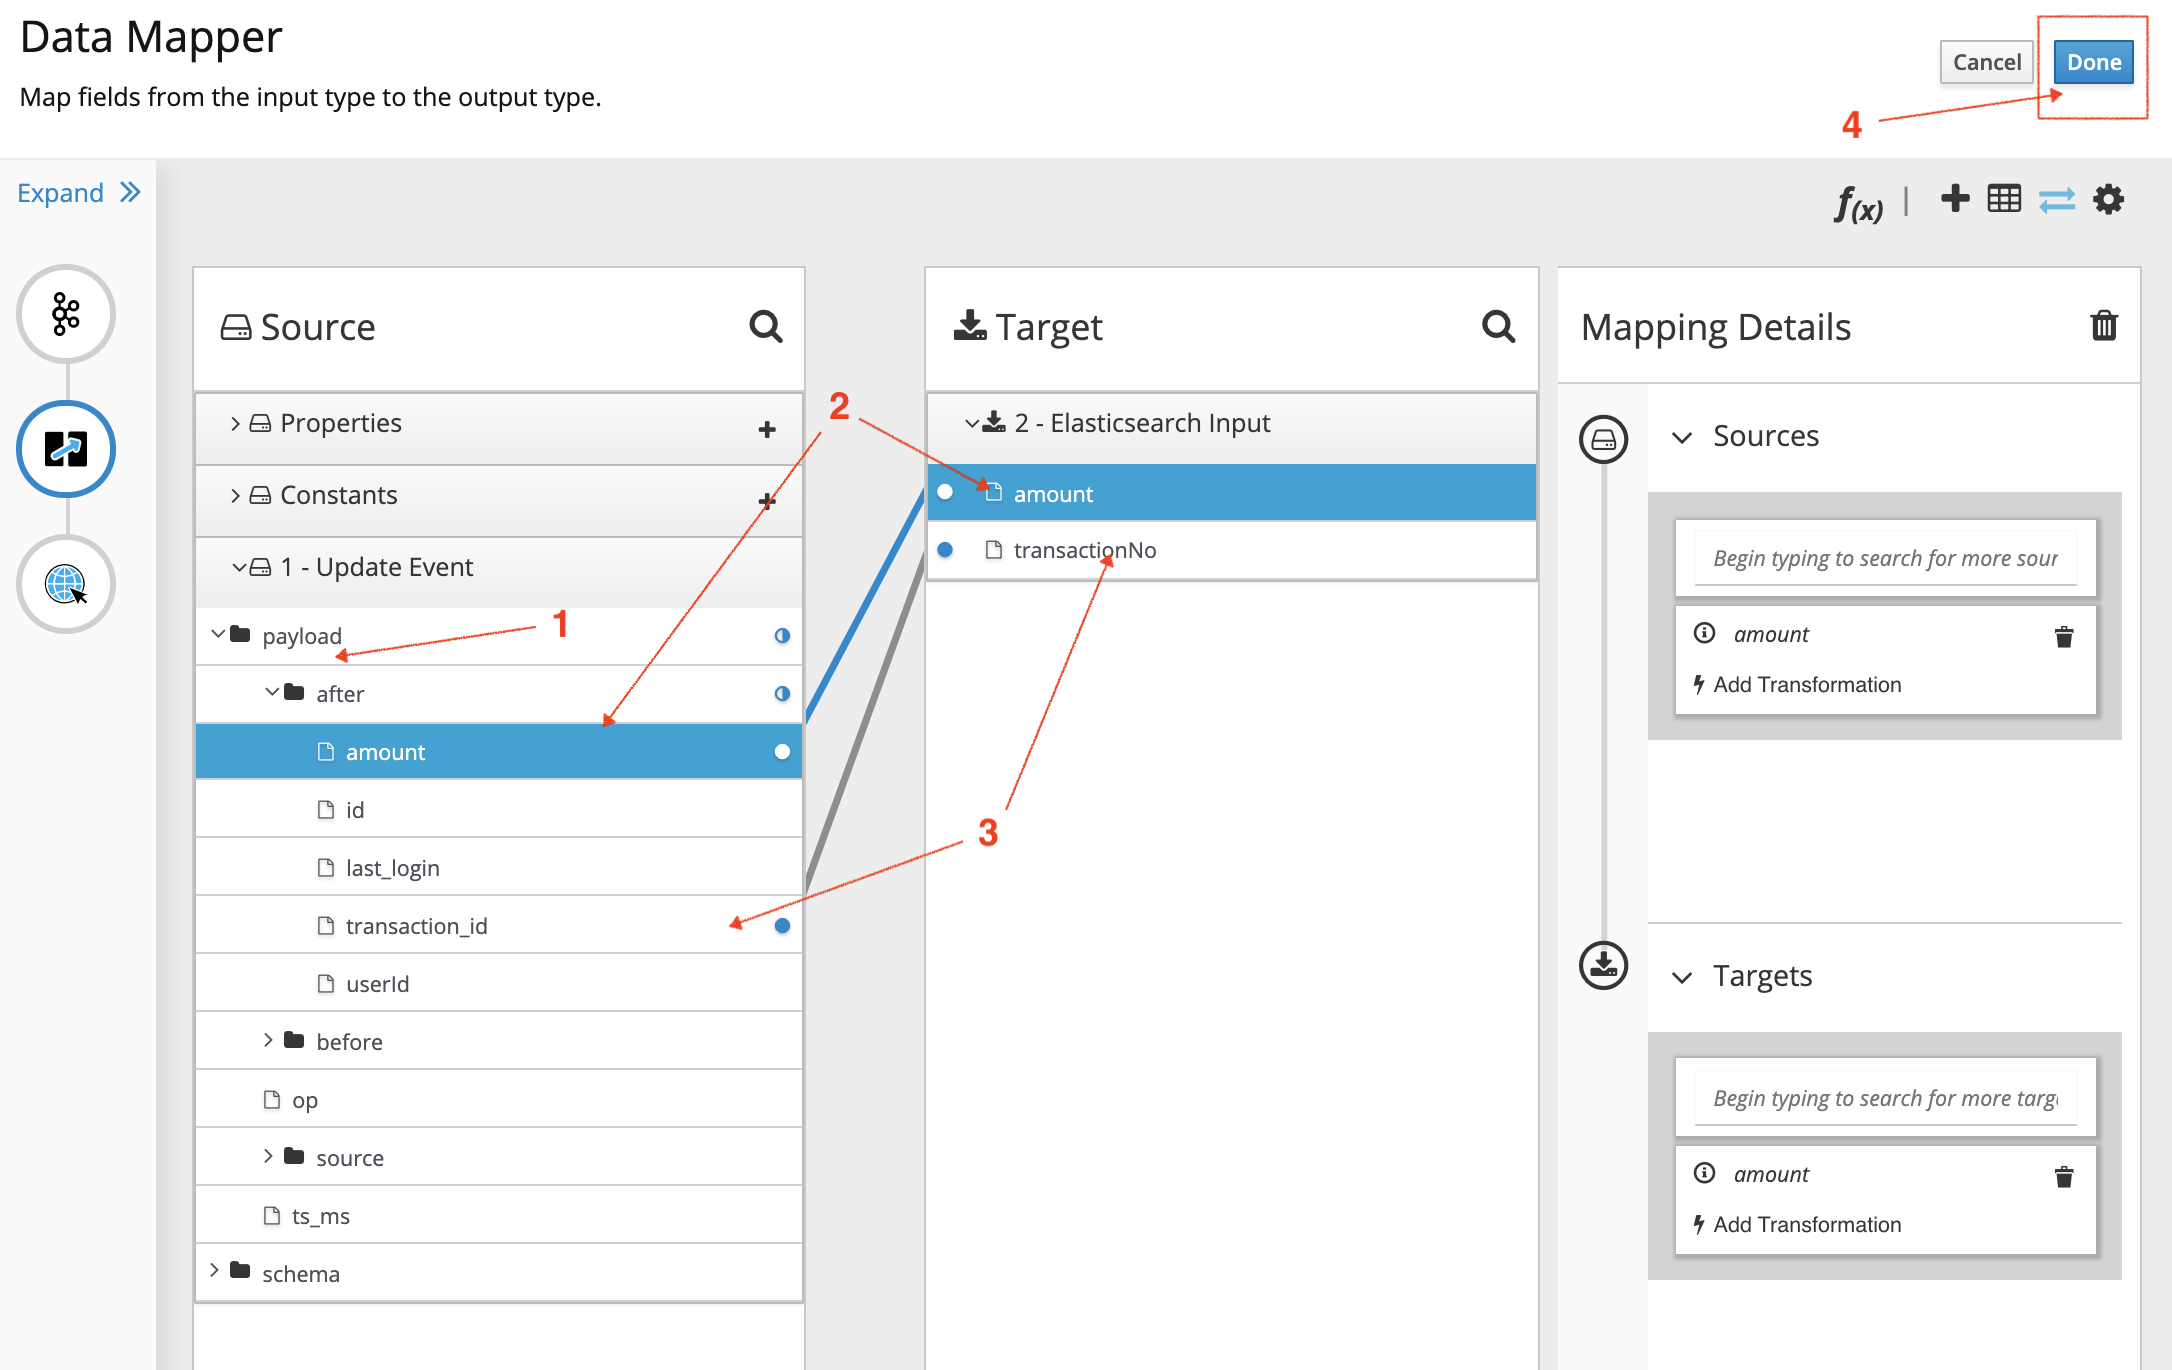 Data Mapper
Map fields from the input type to the output type.
Cancel
Done
4
Expand
f(x)
Source
Properties
Constants
1 - Update Event
payload
after
amount
id
last_login
transaction_id
userId
before
op
source
ts_ms
schema
1
2
3
Target
2 - Elasticsearch Input
amount
transactionNo
Mapping Details
Sources
Begin typing to search for more sour
amount
Add Transformation
Targets
Begin typing to search for more targ
amount
Add Transformation